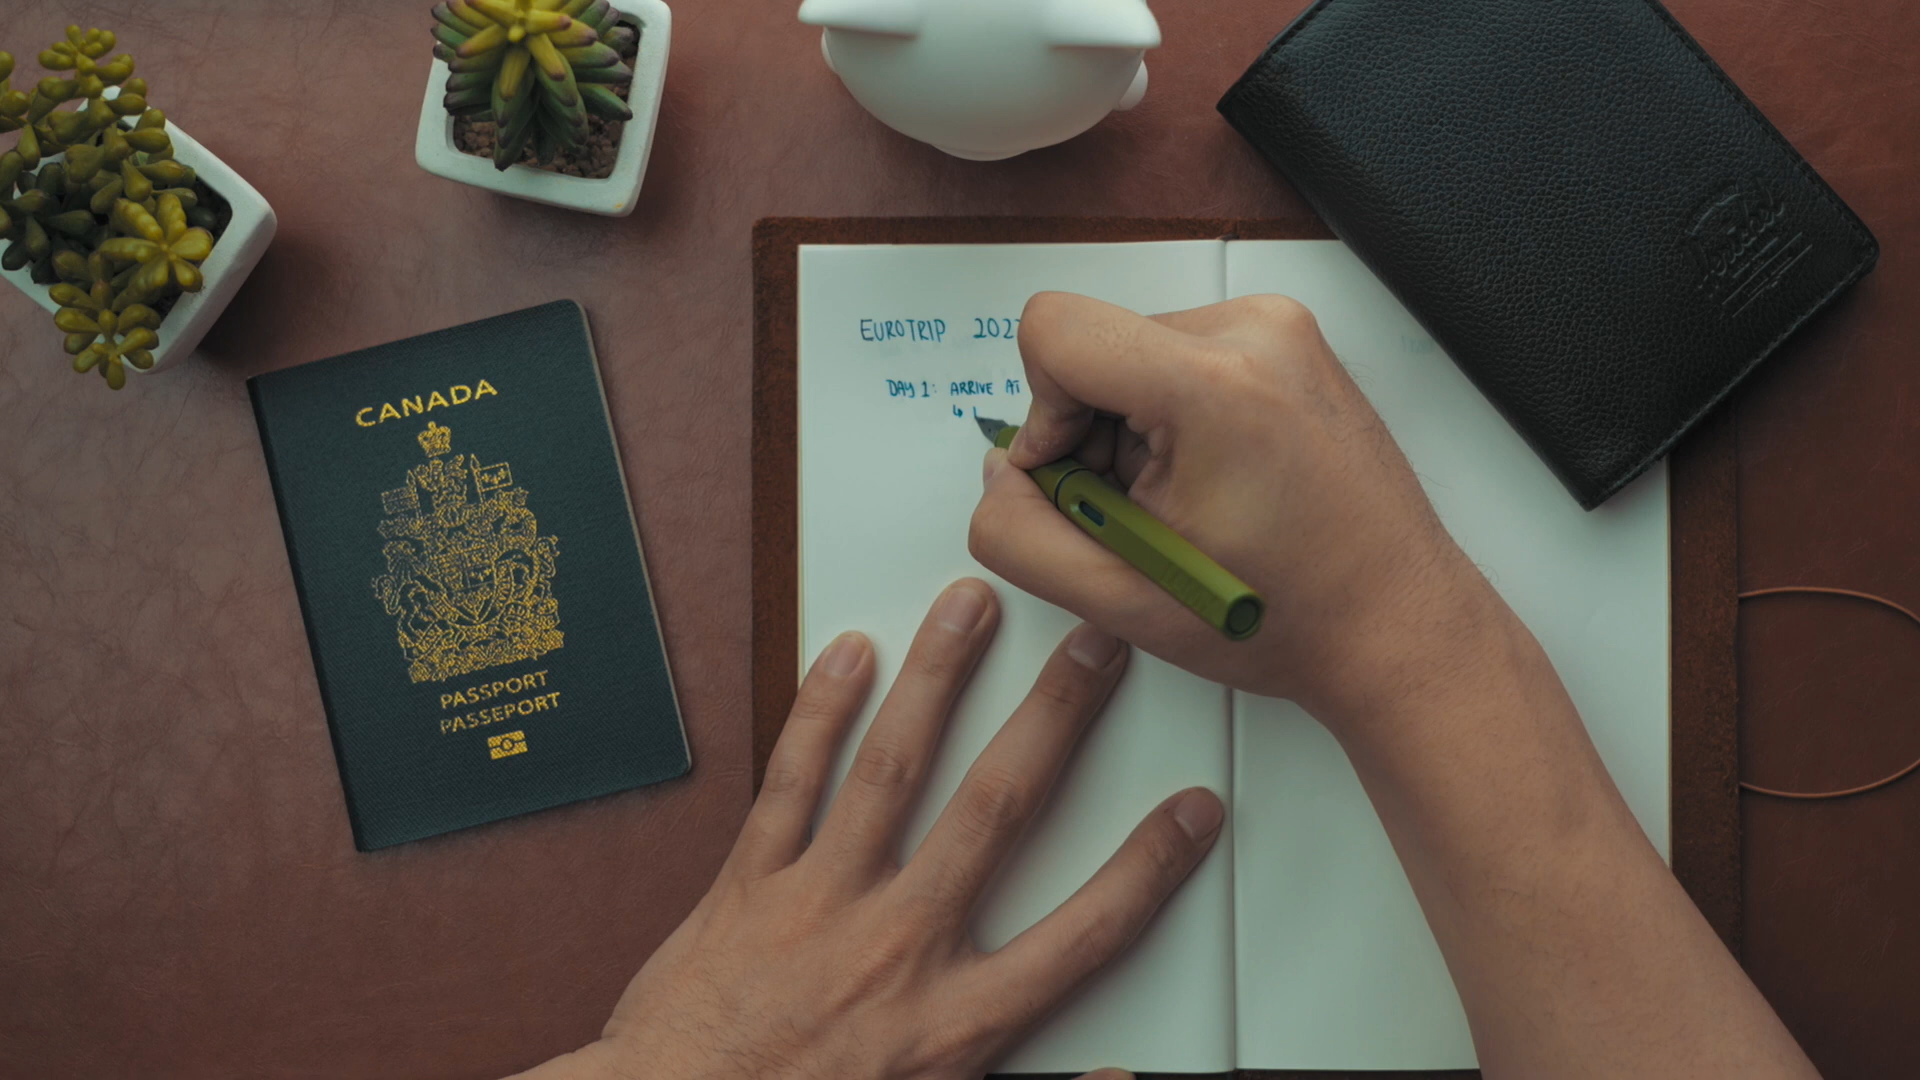 CANADA
PASSPORT
PASSEPORT
EUROTRIP
DAY 1: ARRIVE AT